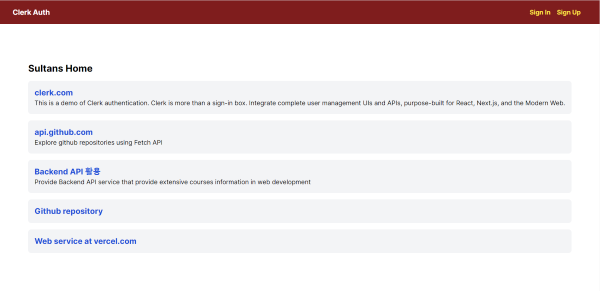 Clerk Auth
Sign In Sign Up
Sultans Home
clerk.com
This is a demo of Clerk authentication. Clerk is more than a sign-in box. Integrate complete user management UIs and APIs, purpose-built for React, Next.js, and the Modern Web.
api.github.com
Explore github repositories using Fetch API
Backend API 활용
Provide Backend API service that provide extensive courses information in web development
Github repository
Web service at vercel.com